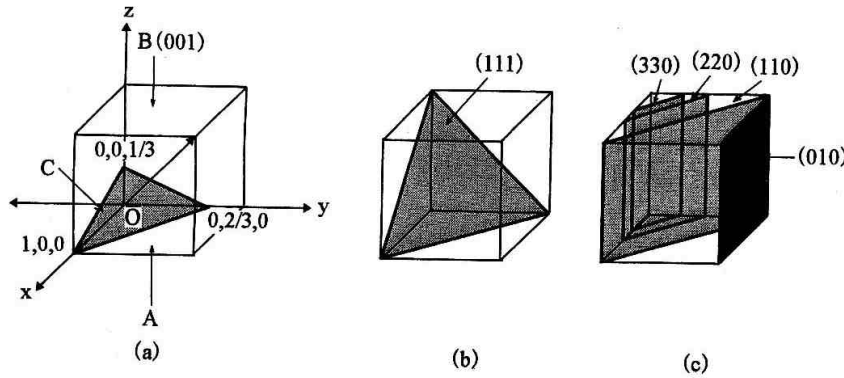 z
B(001)
0,0,1/3
C
O
y
0,2/3,0
1,0,0
x
A
(a)
(111)
(b)
(330)
(220)
(110)
(010)
(c)